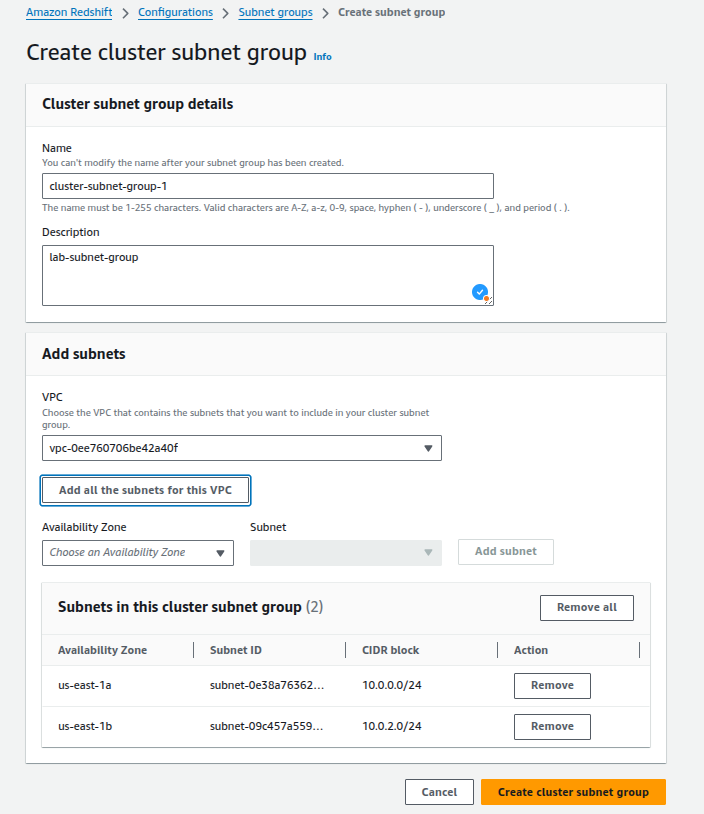 Amazon Redshift > Configurations > Subnet groups > Create subnet group
Create cluster subnet group Info
Cluster subnet group details
Name
You can't modify the name after your subnet group has been created.
cluster-subnet-group-1
The name must be 1-255 characters. Valid characters are A-Z, a-z, 0-9, space, hyphen ( - ), underscore ( _ ), and period ( . ).
Description
lab-subnet-group
Add subnets
VPC
Choose the VPC that contains the subnets that you want to include in your cluster subnet
group.
vpc-0ee760706be42a40f
Add all the subnets for this VPC
Availability Zone Subnet
Choose an Availability Zone Add subnet
Subnets in this cluster subnet group (2) Remove all
Availability Zone Subnet ID CIDR block Action
us-east-1a subnet-0e38a76362... 10.0.0.0/24 Remove
us-east-1b subnet-09c457a559... 10.0.2.0/24 Remove
Cancel Create cluster subnet group